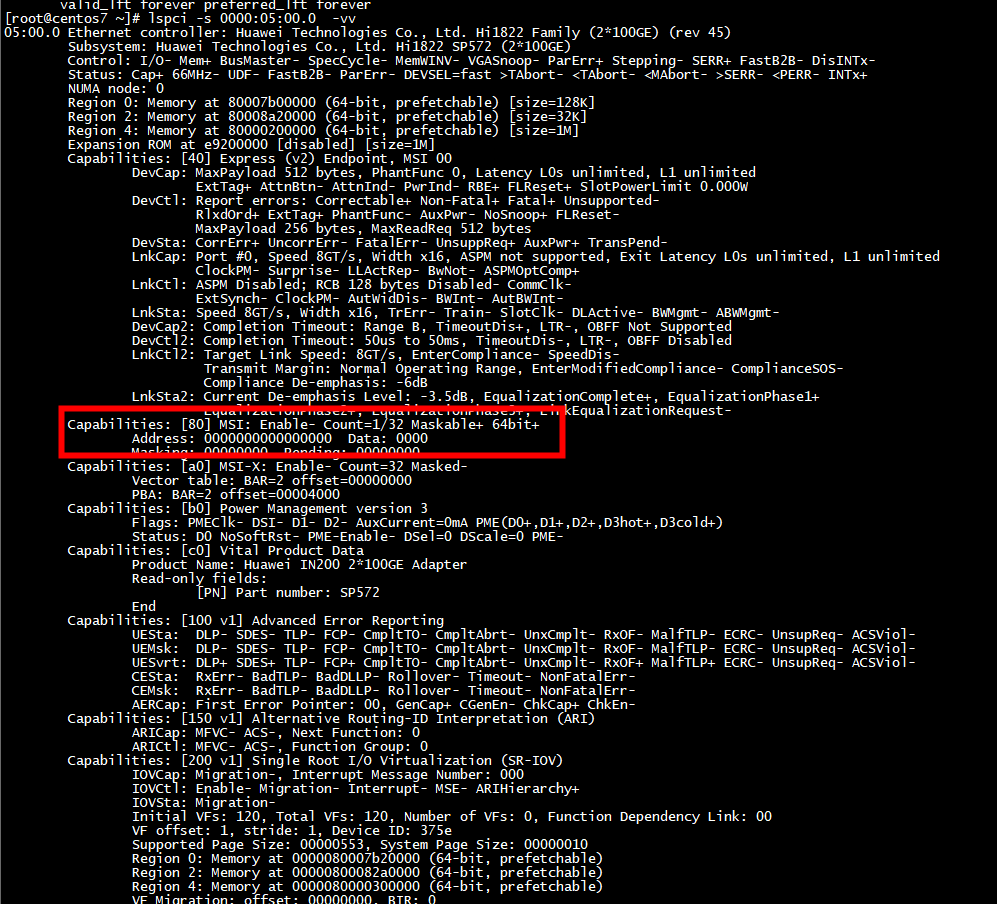 valid_lft forever preferred_lft forever
[root@centos7 ~]# lspci -s 0000:05:00.0  -vv
05:00.0 Ethernet controller: Huawei Technologies Co., Ltd. Hi1822 Family (2*100GE) (rev 45)
Subsystem: Huawei Technologies Co., Ltd. Hi1822 SP572 (2*100GE)
Control: I/O- Mem+ BusMaster- SpecCycle- MemWINV- VGASnoop- ParErr+ Stepping- SERR+ FastB2B- DisINTx-
Status: Cap+ 66MHz- UDF- FastB2B- ParErr- DEVSEL=fast >TAbort- <TAbort- <MAbort- >SERR- <PERR- INTx+
NUMA node: 0
Region 0: Memory at 80007b00000 (64-bit, prefetchable) [size=128K]
Region 2: Memory at 80008a20000 (64-bit, prefetchable) [size=32K]
Region 4: Memory at 80000200000 (64-bit, prefetchable) [size=1M]
Expansion ROM at e9200000 [disabled] [size=1M]
Capabilities: [40] Express (v2) Endpoint, MSI 00
DevCap: MaxPayload 512 bytes, PhantFunc 0, Latency L0s unlimited, L1 unlimited
ExtTag+ AttnBtn- AttnInd- PwrInd- RBE+ FLReset+ SlotPowerLimit 0.000W
DevCtl: Report errors: Correctable+ Non-Fatal+ Fatal+ Unsupported-
RlxdOrd+ ExtTag+ PhantFunc- AuxPwr- NoSnoop+ FLReset-
MaxPayload 256 bytes, MaxReadReq 512 bytes
DevSta: CorrErr+ UncorrErr- FatalErr- UnsuppReq+ AuxPwr+ TransPend-
LnkCap: Port #0, Speed 8GT/s, Width x16, ASPM not supported, Exit Latency L0s unlimited, L1 unlimited
ClockPM- Surprise- LLActRep- BwNot- ASPMOptComp+
LnkCtl: ASPM Disabled; RCB 128 bytes Disabled- CommClk-
ExtSynch- ClockPM- AutWidDis- BWInt- AutBWInt-
LnkSta: Speed 8GT/s, Width x16, TrErr- Train- SlotClk- DLActive- BWMgmt- ABWMgmt-
DevCap2: Completion Timeout: Range B, TimeoutDis+, LTR-, OBFF Not Supported
DevCtl2: Completion Timeout: 50us to 50ms, TimeoutDis-, LTR-, OBFF Disabled
LnkCtl2: Target Link Speed: 8GT/s, EnterCompliance- SpeedDis-
Transmit Margin: Normal Operating Range, EnterModifiedCompliance- ComplianceSOS-
Compliance De-emphasis: -6dB
LnkSta2: Current De-emphasis Level: -3.5dB, EqualizationComplete+, EqualizationPhase1+
EqualizationPhase2+, EqualizationPhase3+, LinkEqualizationRequest-
Capabilities: [80] MSI: Enable- Count=1/32 Maskable+ 64bit+
Address: 0000000000000000  Data: 0000
Masking: 00000000  Pending: 00000000
Capabilities: [a0] MSI-X: Enable- Count=32 Masked-
Vector table: BAR=2 offset=00000000
PBA: BAR=2 offset=00004000
Capabilities: [b0] Power Management version 3
Flags: PMEClk- DSI- D1- D2- AuxCurrent=0mA PME(D0+,D1+,D2+,D3hot+,D3cold+)
Status: D0 NoSoftRst- PME-Enable- DSel=0 DScale=0 PME-
Capabilities: [c0] Vital Product Data
Product Name: Huawei IN200 2*100GE Adapter
Read-only fields:
[PN] Part number: SP572
End
Capabilities: [100 v1] Advanced Error Reporting
UESta:  DLP- SDES- TLP- FCP- CmpltTO- CmpltAbrt- UnxCmplt- RxOF- MalfTLP- ECRC- UnsupReq- ACSViol-
UEMsk:  DLP- SDES- TLP- FCP- CmpltTO- CmpltAbrt- UnxCmplt- RxOF- MalfTLP- ECRC- UnsupReq- ACSViol-
UESvrt: DLP+ SDES+ TLP- FCP+ CmpltTO- CmpltAbrt- UnxCmplt- RxOF+ MalfTLP+ ECRC- UnsupReq- ACSViol-
CESta:  RxErr- BadTLP- BadDLLP- Rollover- Timeout- NonFatalErr-
CEMsk:  RxErr- BadTLP- BadDLLP- Rollover- Timeout- NonFatalErr-
AERCap: First Error Pointer: 00, GenCap+ CGenEn- ChkCap+ ChkEn-
Capabilities: [150 v1] Alternative Routing-ID Interpretation (ARI)
ARICap: MFVC- ACS-, Next Function: 0
ARICtl: MFVC- ACS-, Function Group: 0
Capabilities: [200 v1] Single Root I/O Virtualization (SR-IOV)
IOVCap: Migration-, Interrupt Message Number: 000
IOVCtl: Enable- Migration- Interrupt- MSE- ARIHierarchy+
IOVSta: Migration-
Initial VFs: 120, Total VFs: 120, Number of VFs: 0, Function Dependency Link: 00
VF offset: 1, stride: 1, Device ID: 375e
Supported Page Size: 00000553, System Page Size: 00000010
Region 0: Memory at 0000080007b20000 (64-bit, prefetchable)
Region 2: Memory at 00000800082a0000 (64-bit, prefetchable)
Region 4: Memory at 0000080000300000 (64-bit, prefetchable)
VF Migration: offset: 00000000, BIR: 0